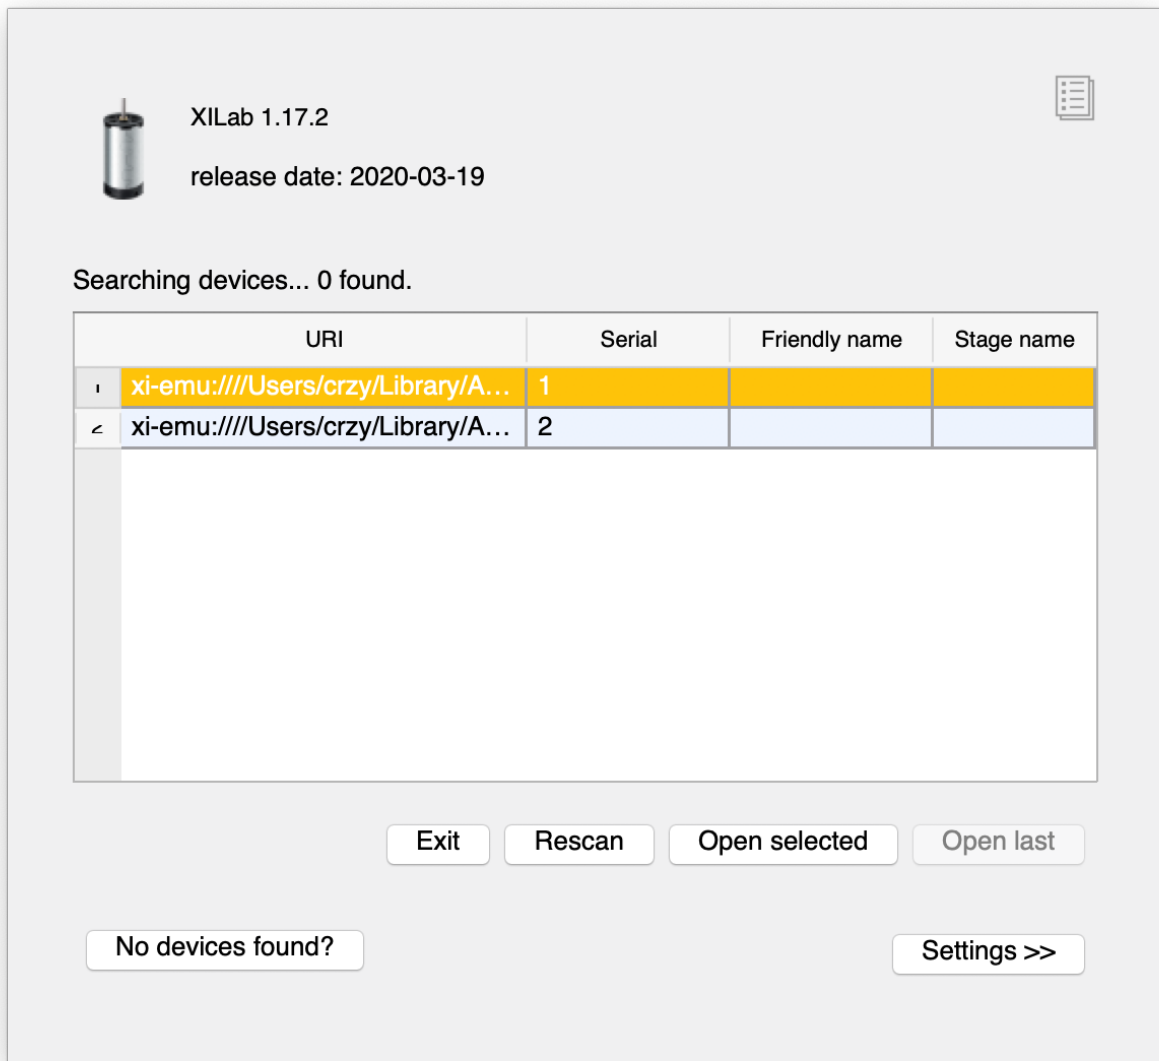 XILab 1.17.2
release date: 2020-03-19
Searching devices... 0 found.
URI Serial Friendly name Stage name
xi-emu:////Users/crzy/Library/A... 1
xi-emu:////Users/crzy/Library/A... 2
Exit Rescan Open selected Open last
No devices found? Settings >>